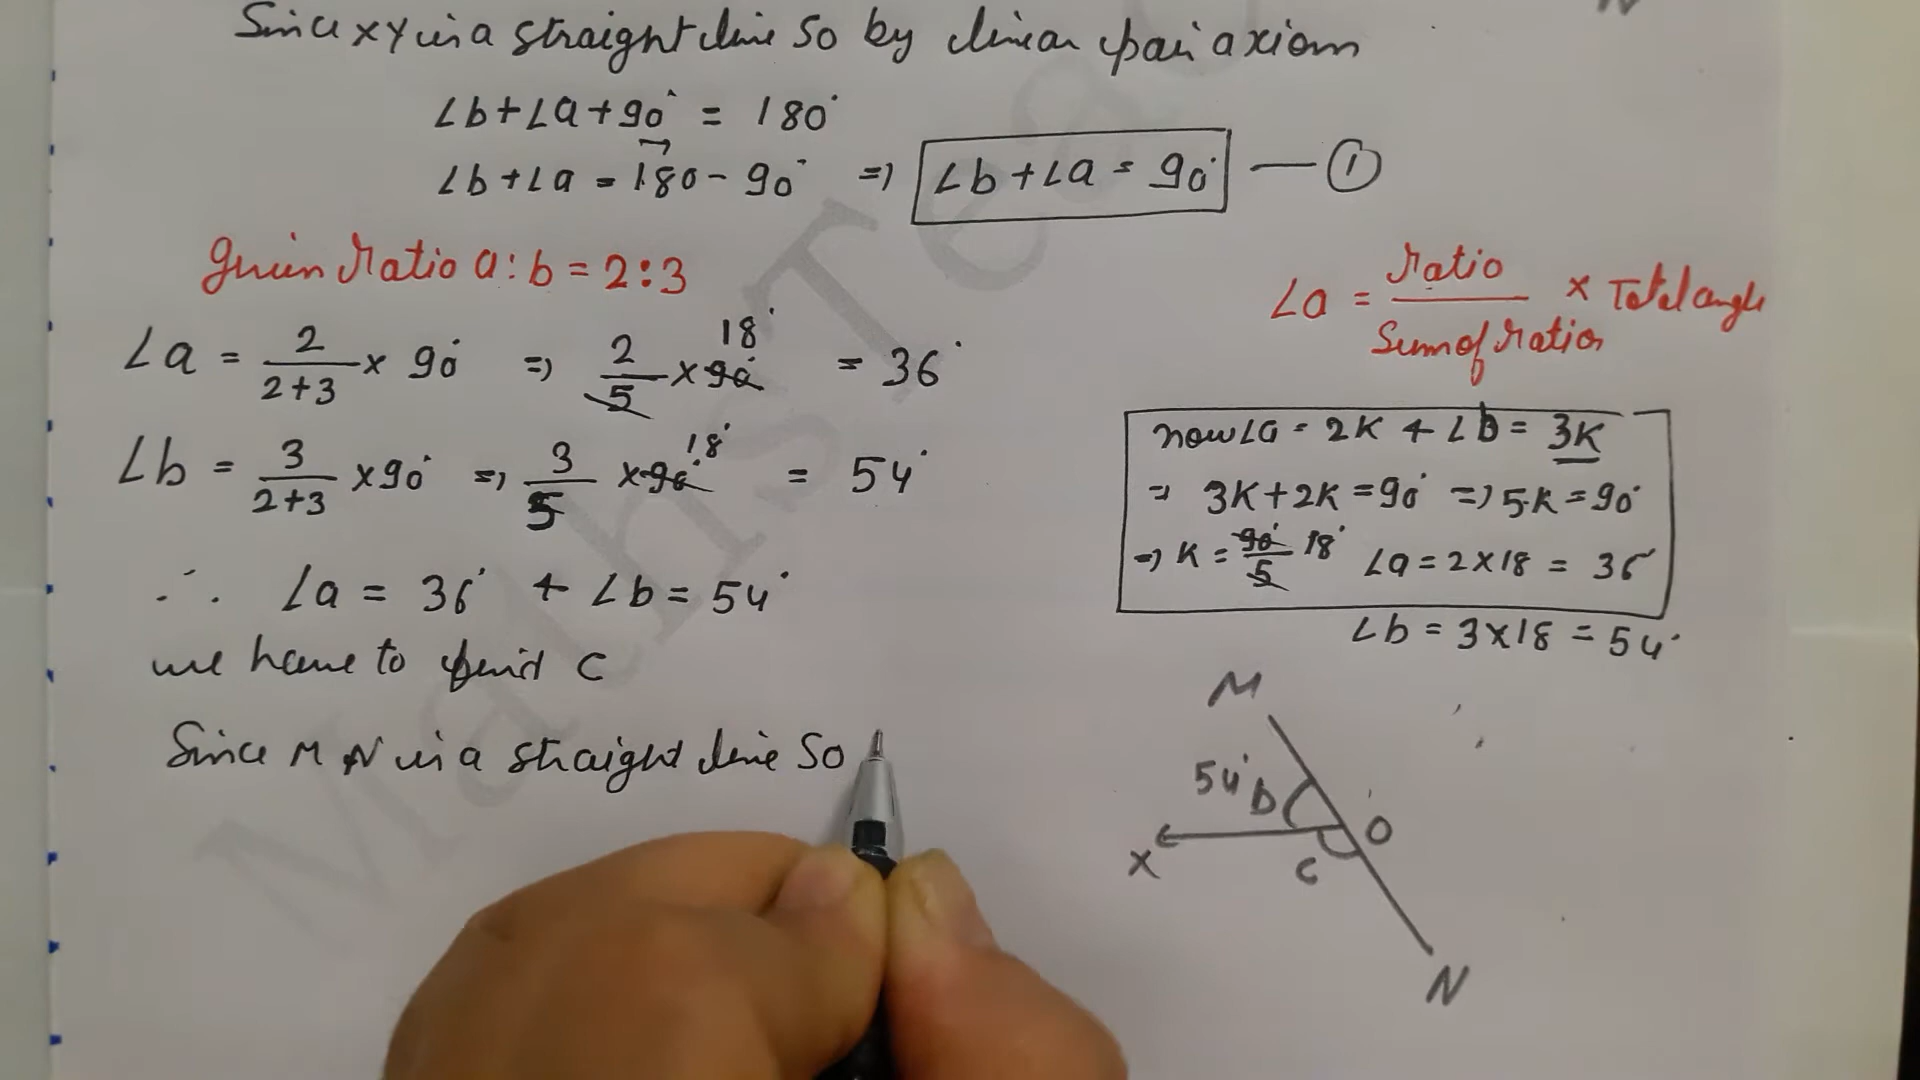 Since XY is a straight line so by linear pair axiom
∠b+∠a+90° = 180°
∠b+∠a = 180 - 90° => ∠b+∠a = 90° — ①
given ratio a:b = 2:3
∠a = ratio / Sum of ration × Total angle
∠a = 2/2+3 × 90° => 2/5 × 90° 18° = 36°
∠b = 3/2+3 × 90° => 3/5 × 90° 18° = 54°
now ∠a = 2K + ∠b = 3K
=> 3K+2K = 90° => 5K = 90°
=> K = 90°/5 18° ∠a = 2×18 = 36°
∠b = 3×18 = 54°
∴ ∠a = 36° + ∠b = 54°
we have to find c
Since MN is a straight line so
M
54° b
O
X
C
N
MathsTea